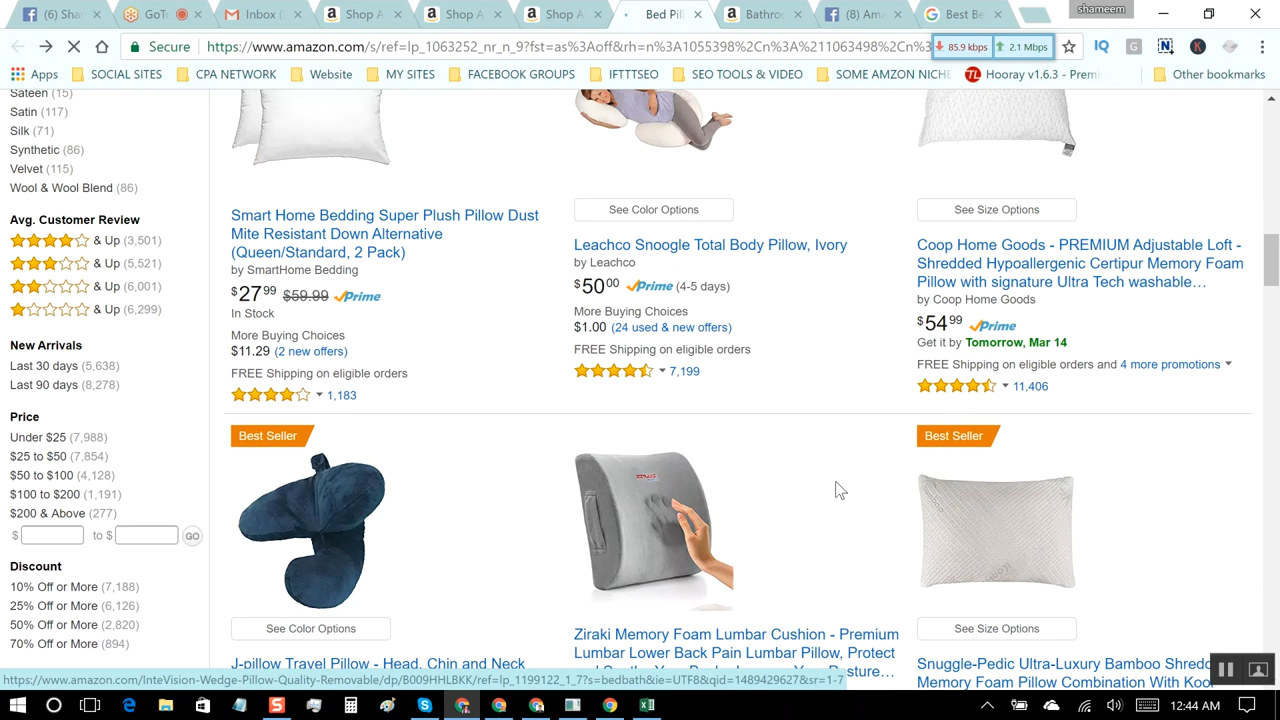 (6) Shar
GoTo
Inbox (
Shop A
Shop A
Shop A
Bed Pill
Bathro
(8) Am
Best Be
shameem
Secure
https://www.amazon.com/s/ref=lp_1063252_nr_n_9?fst=as%3Aoff&rh=n%3A1055398%2Cn%3A%211063498%2Cn%3
85.9 kbps
2.1 Mbps
Apps
SOCIAL SITES
CPA NETWORK
Website
MY SITES
FACEBOOK GROUPS
IFTTTSEO
SEO TOOLS & VIDEO
SOME AMZON NICHE
Hooray v1.6.3 - Premi
Other bookmarks
Sateen (15)
Satin (117)
Silk (71)
Synthetic (86)
Velvet (115)
Wool & Wool Blend (86)
Avg. Customer Review
& Up (3,501)
& Up (5,521)
& Up (6,001)
& Up (6,299)
New Arrivals
Last 30 days (5,638)
Last 90 days (8,278)
Price
Under $25 (7,988)
$25 to $50 (7,854)
$50 to $100 (4,128)
$100 to $200 (1,191)
$200 & Above (277)
$ to $ GO
Discount
10% Off or More (7,188)
25% Off or More (6,126)
50% Off or More (2,820)
70% Off or More (894)
Smart Home Bedding Super Plush Pillow Dust
Mite Resistant Down Alternative
(Queen/Standard, 2 Pack)
by SmartHome Bedding
$27 99 $59.99 Prime
In Stock
More Buying Choices
$11.29 (2 new offers)
FREE Shipping on eligible orders
1,183
See Color Options
Leachco Snoogle Total Body Pillow, Ivory
by Leachco
$50 00 Prime (4-5 days)
More Buying Choices
$1.00 (24 used & new offers)
FREE Shipping on eligible orders
7,199
See Size Options
Coop Home Goods - PREMIUM Adjustable Loft -
Shredded Hypoallergenic Certipur Memory Foam
Pillow with signature Ultra Tech washable…
by Coop Home Goods
$54 99 Prime
Get it by Tomorrow, Mar 14
FREE Shipping on eligible orders and 4 more promotions
11,406
Best Seller
See Color Options
J-pillow Travel Pillow - Head, Chin and Neck
Ziraki Memory Foam Lumbar Cushion - Premium
Lumbar Lower Back Pain Lumbar Pillow, Protect
Best Seller
See Size Options
Snuggle-Pedic Ultra-Luxury Bamboo Shredd
Memory Foam Pillow Combination With Kool
https://www.amazon.com/InteVision-Wedge-Pillow-Quality-Removable/dp/B009HHLBKK/ref=lp_1199122_1_7?s=bedbath&ie=UTF8&qid=1489429627&sr=1-7
12:44 AM